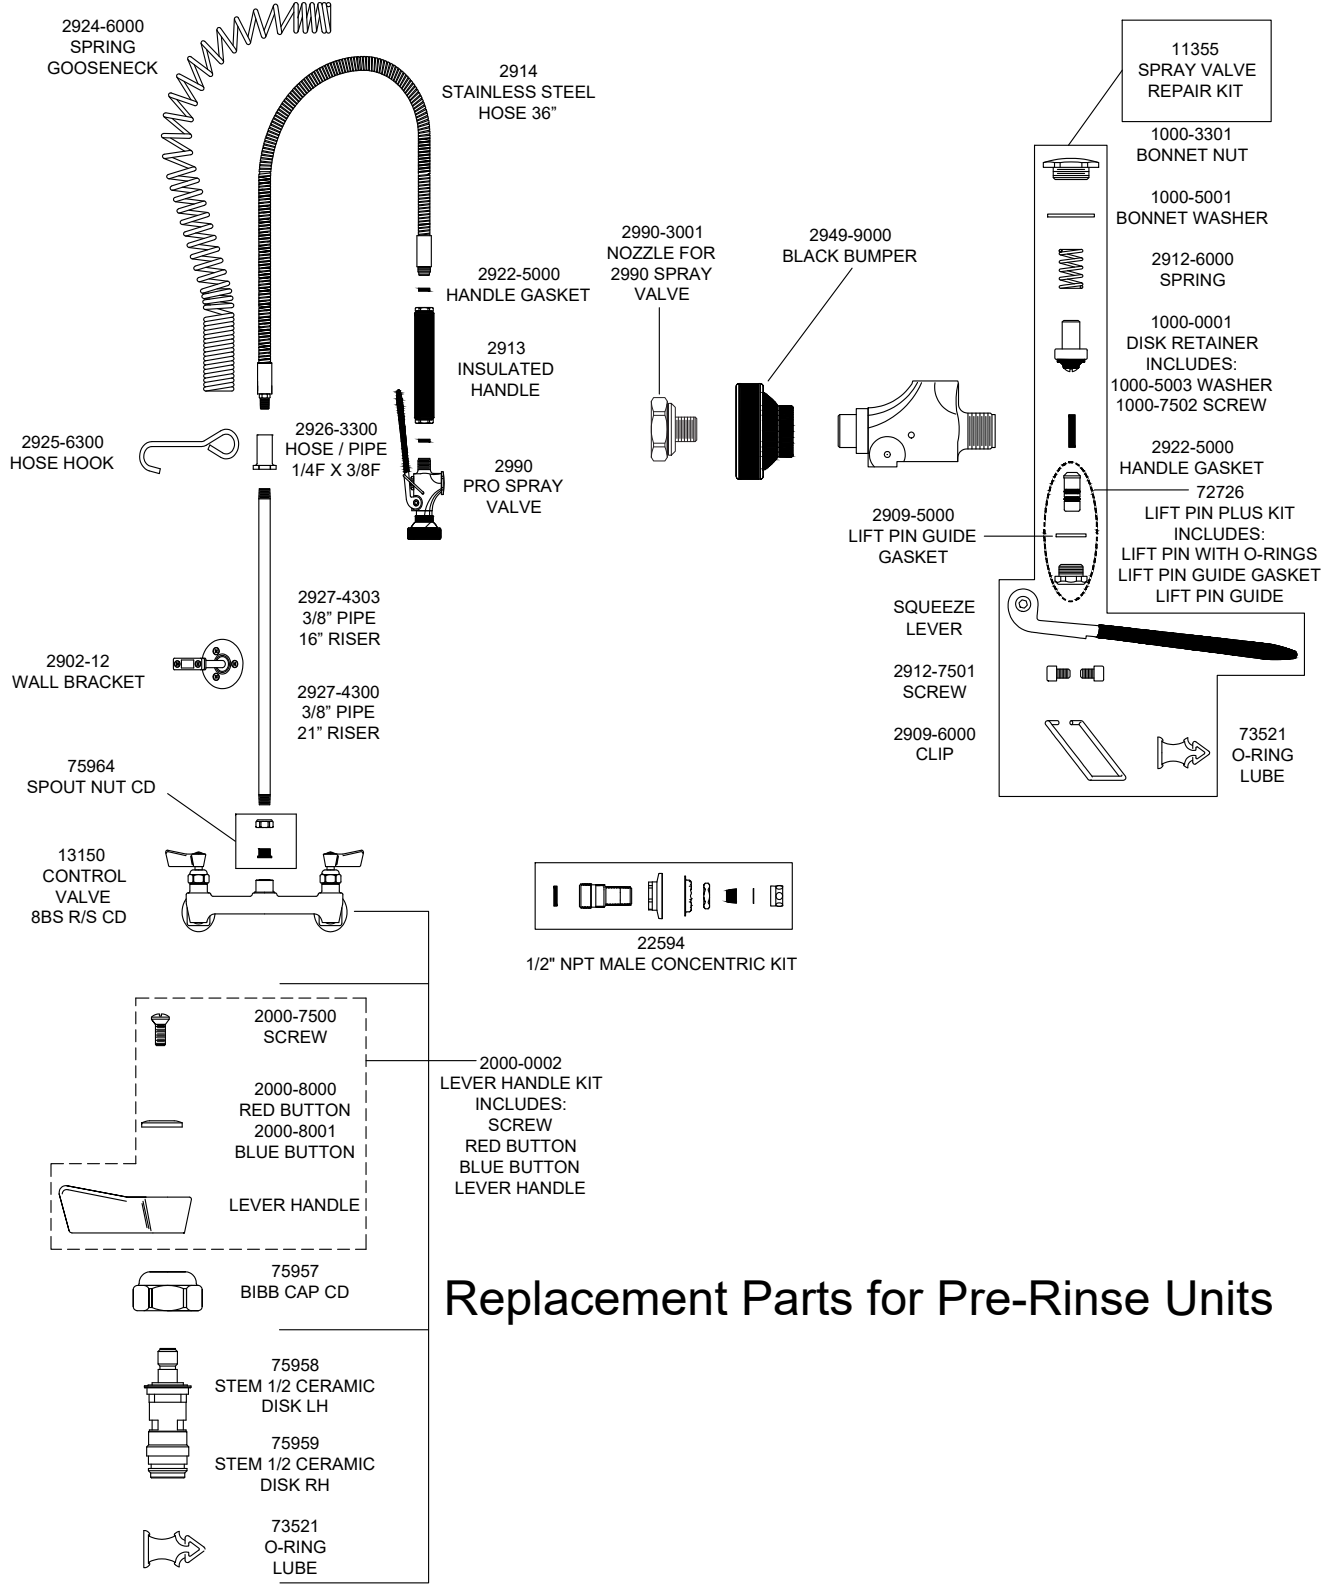 2924-6000
SPRING
GOOSENECK
2914
STAINLESS STEEL
HOSE 36”
2922-5000
HANDLE GASKET
2913
INSULATED
HANDLE
2925-6300
HOSE HOOK
2926-3300
HOSE / PIPE
1/4F X 3/8F
2990
PRO SPRAY
VALVE
2927-4303
3/8” PIPE
16” RISER
2902-12
WALL BRACKET
2927-4300
3/8” PIPE
21” RISER
75964
SPOUT NUT CD
13150
CONTROL
VALVE
8BS R/S CD
2990-3001
NOZZLE FOR
2990 SPRAY
VALVE
2949-9000
BLACK BUMPER
11355
SPRAY VALVE
REPAIR KIT
1000-3301
BONNET NUT
1000-5001
BONNET WASHER
2912-6000
SPRING
1000-0001
DISK RETAINER
INCLUDES:
1000-5003 WASHER
1000-7502 SCREW
2922-5000
HANDLE GASKET
72726
LIFT PIN PLUS KIT
INCLUDES:
LIFT PIN WITH O-RINGS
LIFT PIN GUIDE GASKET
LIFT PIN GUIDE
2909-5000
LIFT PIN GUIDE
GASKET
SQUEEZE
LEVER
2912-7501
SCREW
2909-6000
CLIP
73521
O-RING
LUBE
22594
1/2" NPT MALE CONCENTRIC KIT
2000-7500
SCREW
2000-8000
RED BUTTON
2000-8001
BLUE BUTTON
LEVER HANDLE
2000-0002
LEVER HANDLE KIT
INCLUDES:
SCREW
RED BUTTON
BLUE BUTTON
LEVER HANDLE
75957
BIBB CAP CD
Replacement Parts for Pre-Rinse Units
75958
STEM 1/2 CERAMIC
DISK LH
75959
STEM 1/2 CERAMIC
DISK RH
73521
O-RING
LUBE